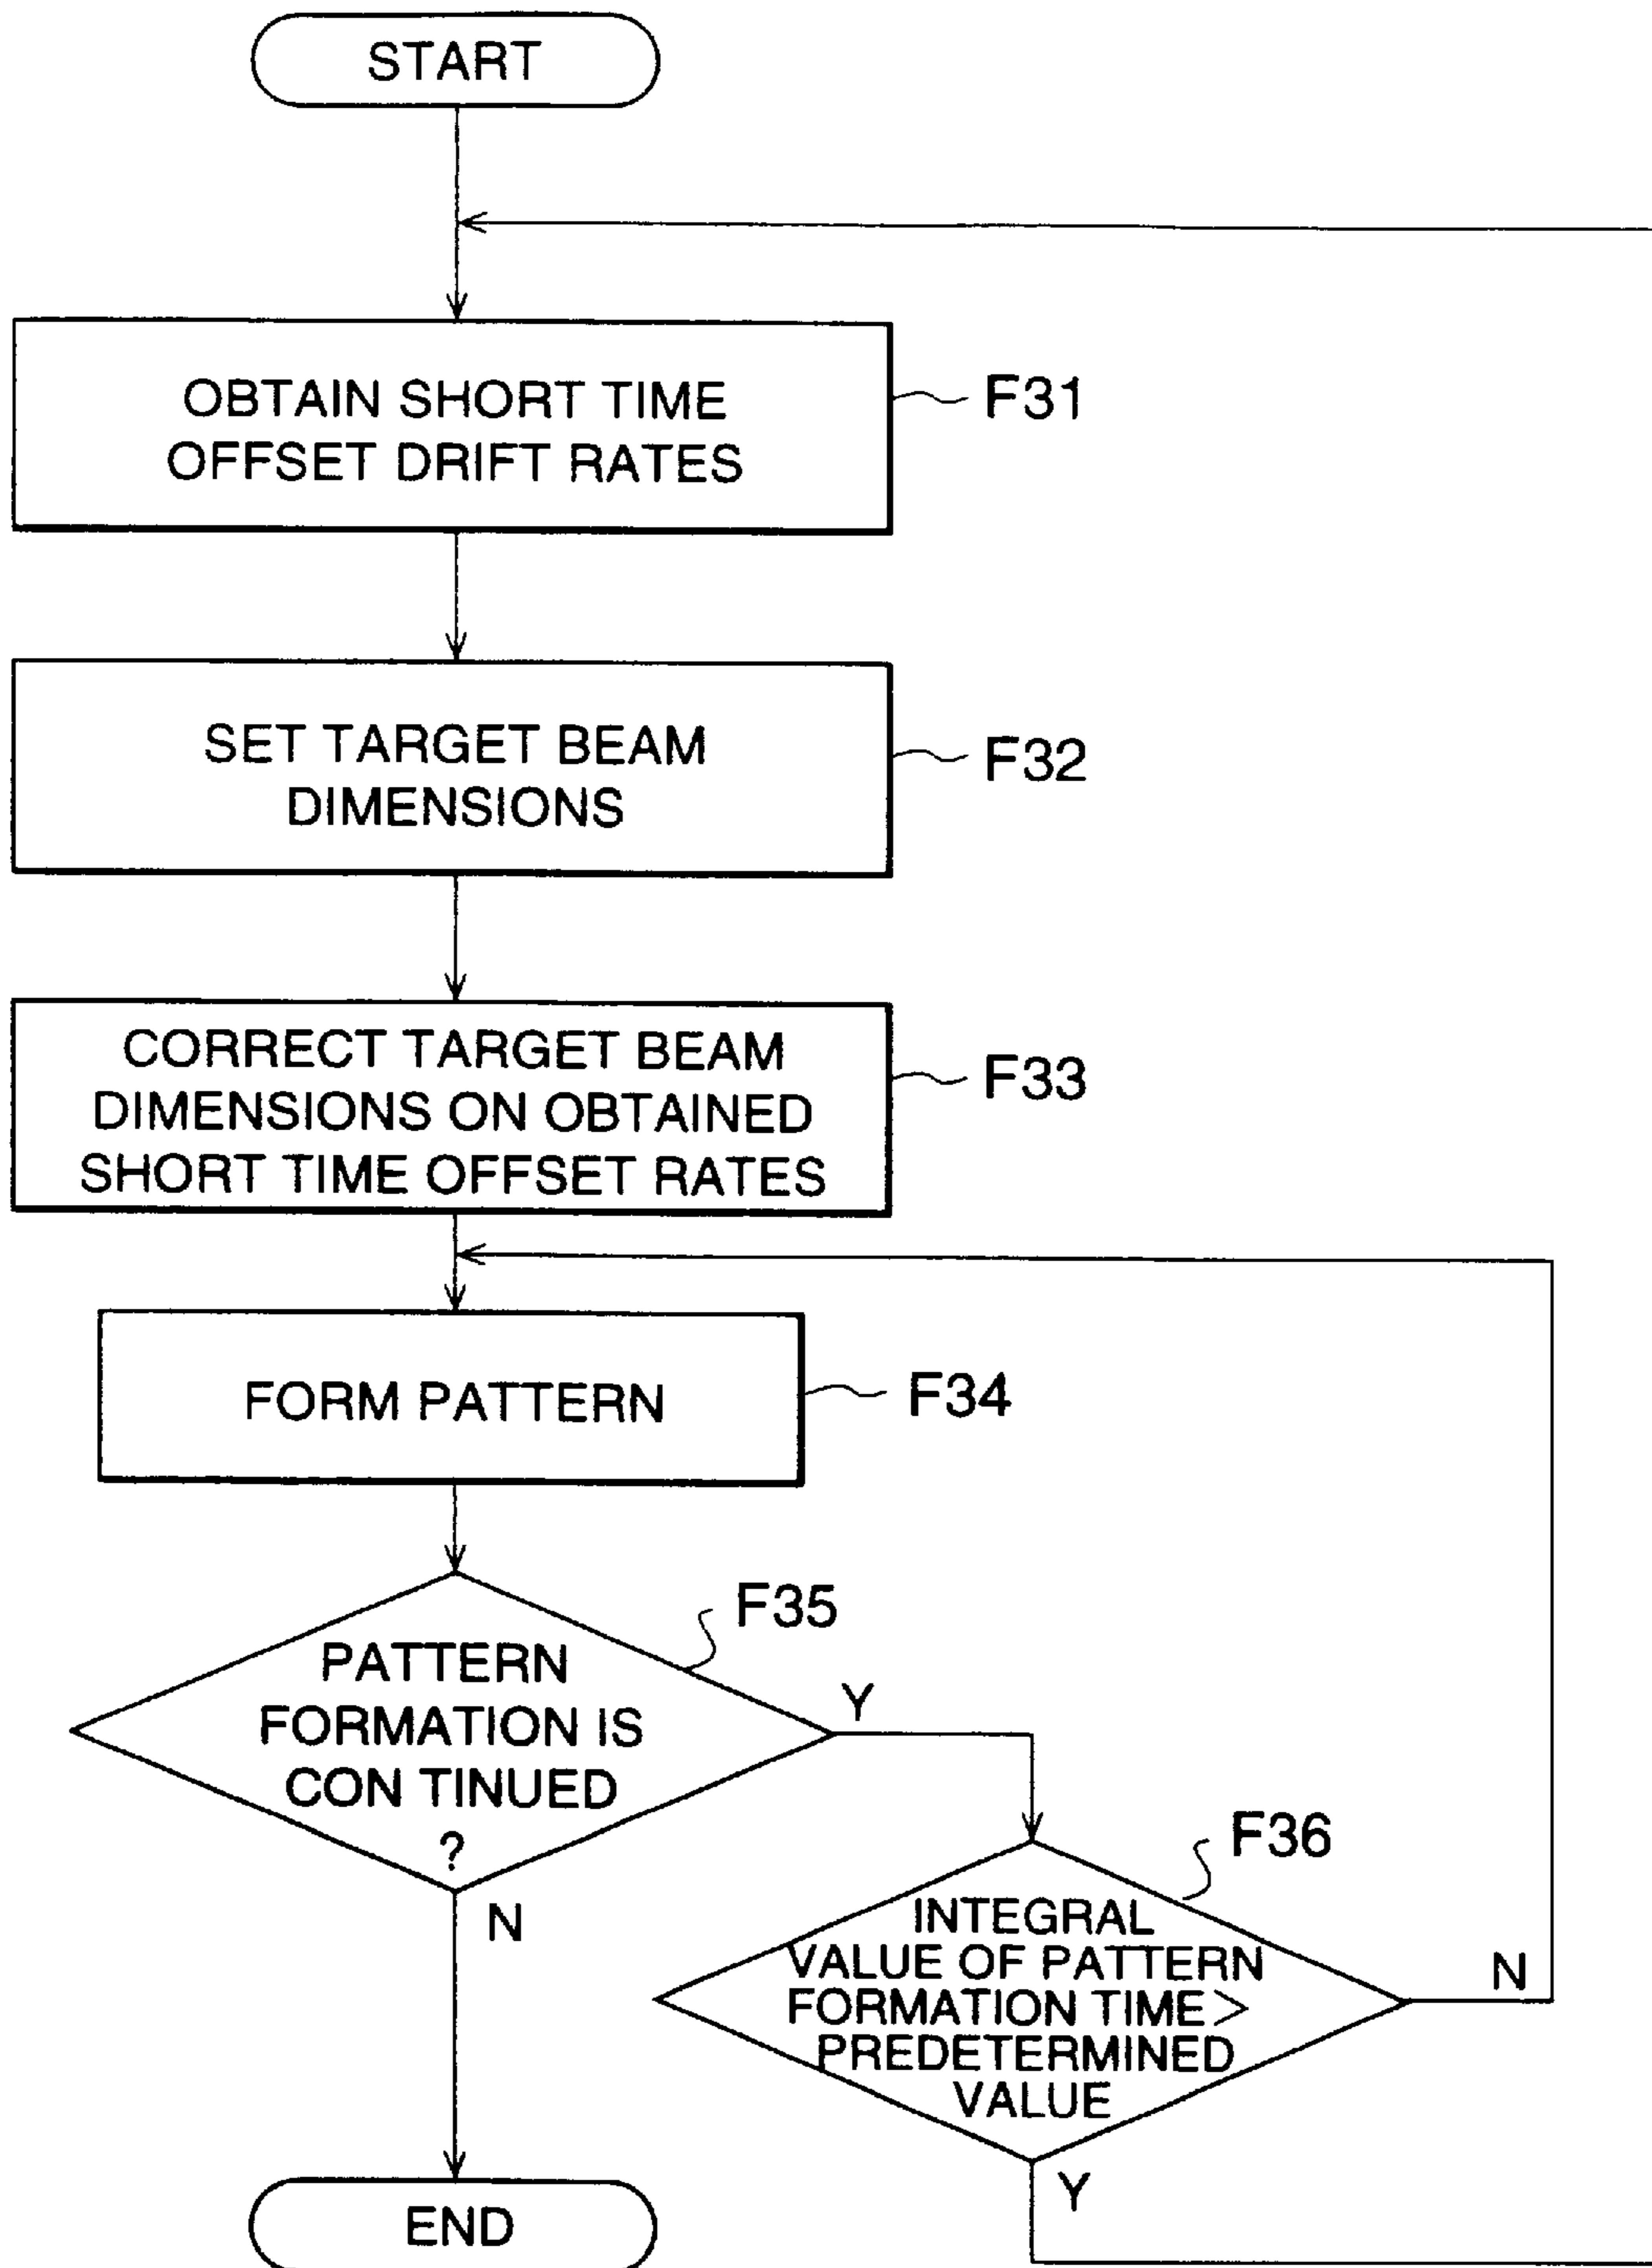 START
OBTAIN SHORT TIME
OFFSET DRIFT RATES
F31
SET TARGET BEAM
DIMENSIONS
F32
CORRECT TARGET BEAM
DIMENSIONS ON OBTAINED
SHORT TIME OFFSET RATES
F33
FORM PATTERN
F34
F35
PATTERN
FORMATION IS
CON TINUED
?
Y
N
F36
INTEGRAL
VALUE OF PATTERN
FORMATION TIME>
PREDETERMINED
VALUE
N
Y
END